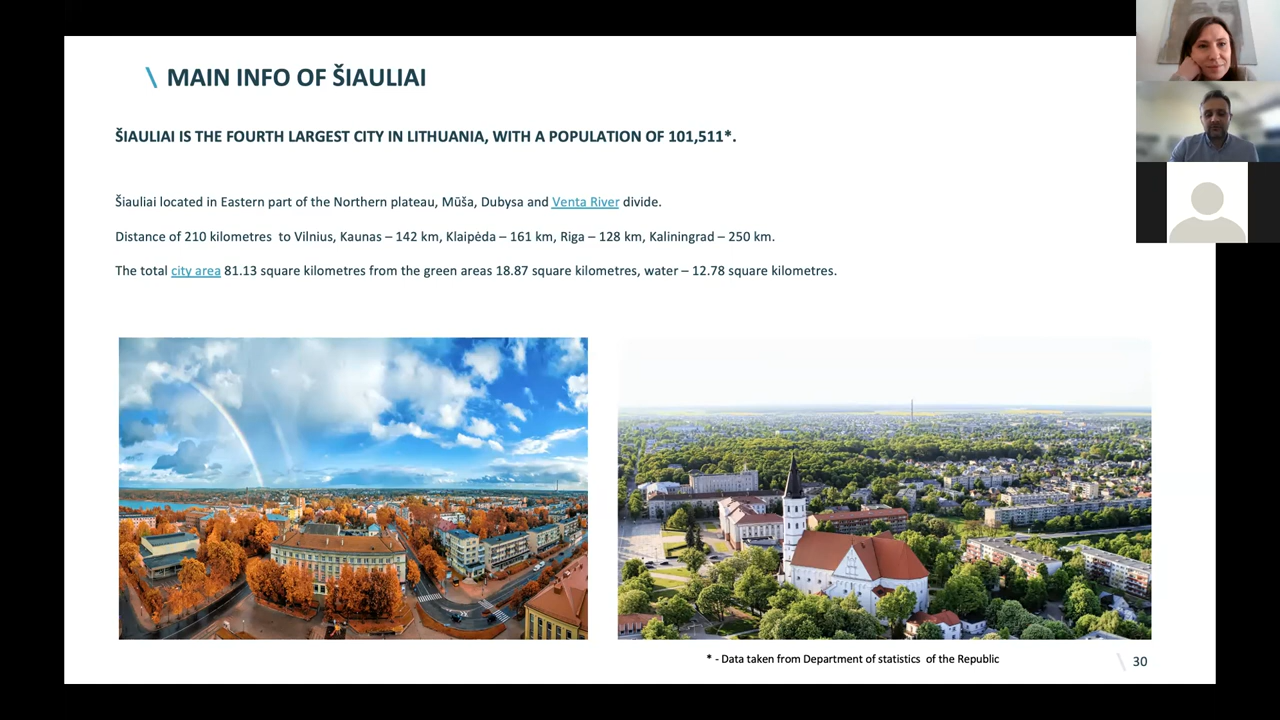 \ MAIN INFO OF ŠIAULIAI
ŠIAULIAI IS THE FOURTH LARGEST CITY IN LITHUANIA, WITH A POPULATION OF 101,511*.
Šiauliai located in Eastern part of the Northern plateau, Mūša, Dubysa and Venta River divide.
Distance of 210 kilometres  to Vilnius, Kaunas – 142 km, Klaipėda – 161 km, Riga – 128 km, Kaliningrad – 250 km.
The total city area 81.13 square kilometres from the green areas 18.87 square kilometres, water – 12.78 square kilometres.
* - Data taken from Department of statistics  of the Republic
\ 30